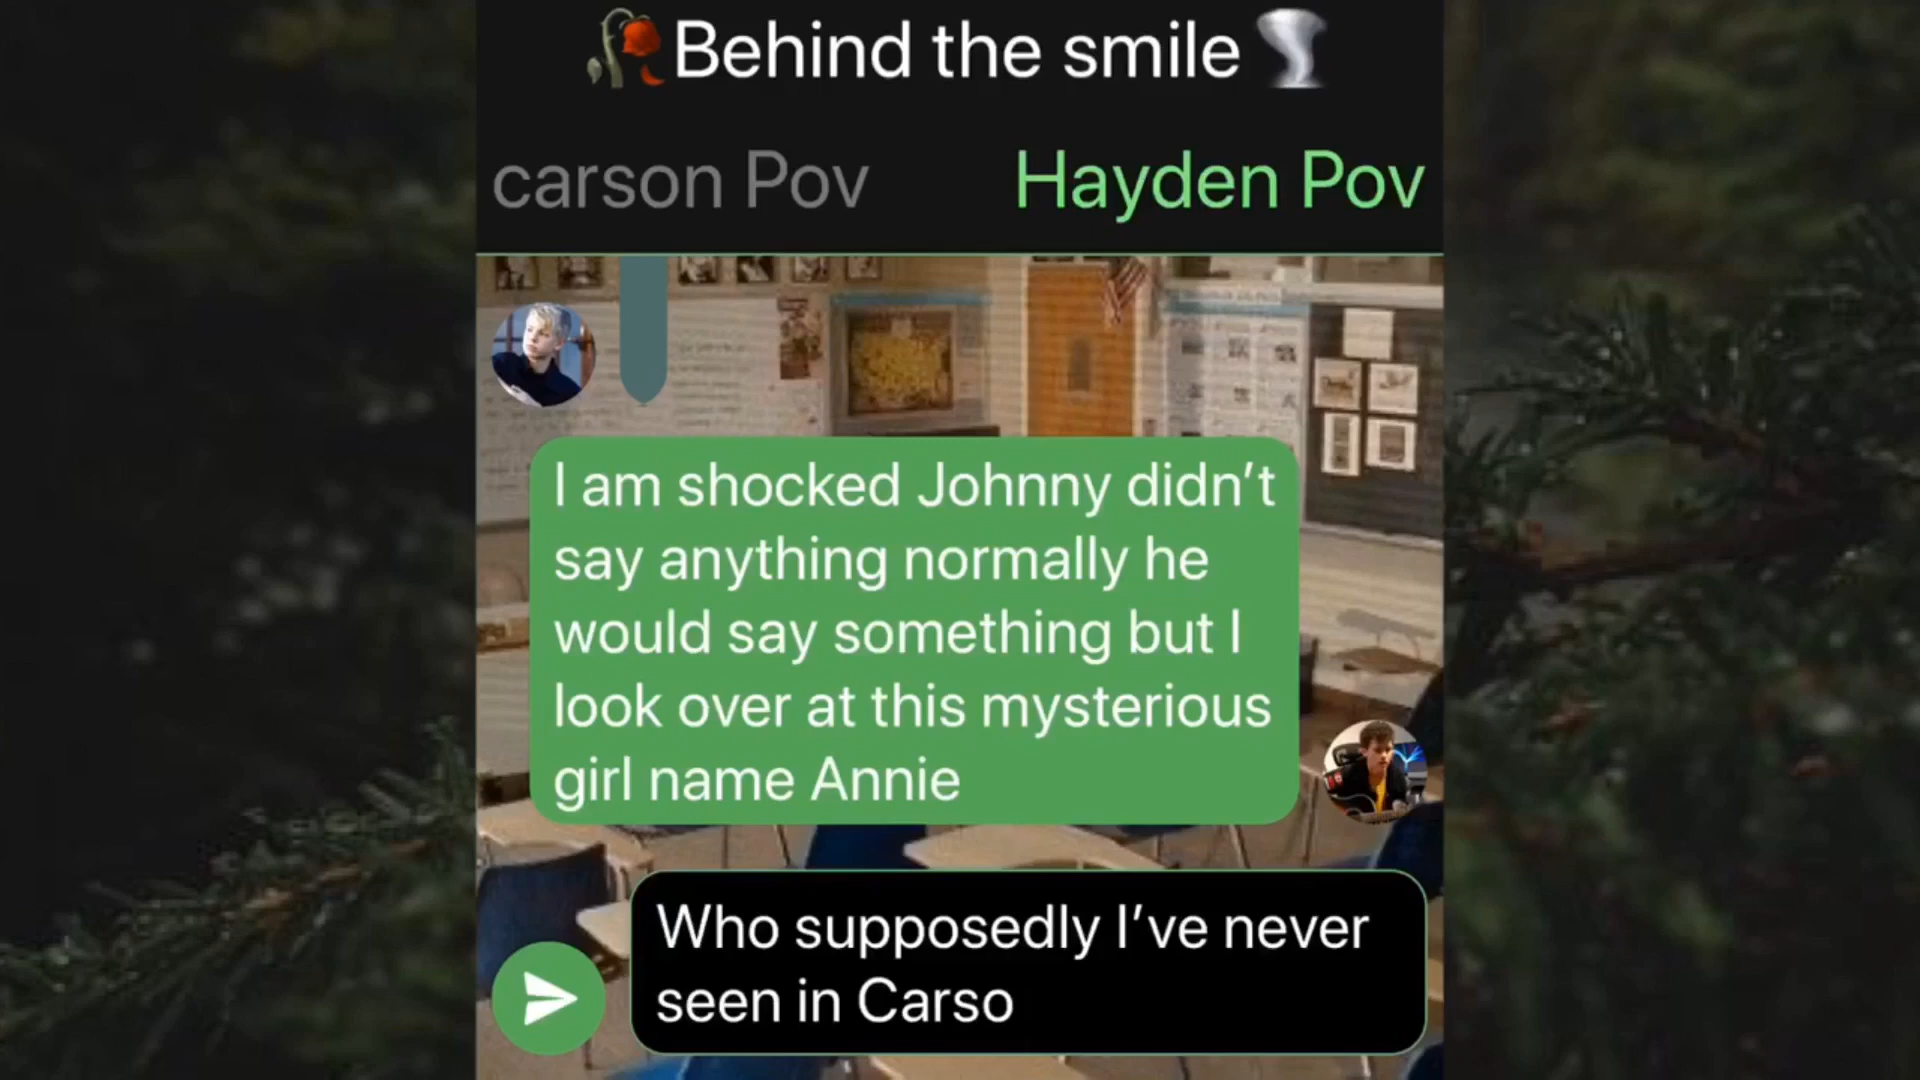 🥀Behind the smile🌪
carson Pov
Hayden Pov
I am shocked Johnny didn’t
say anything normally he
would say something but I
look over at this mysterious
girl name Annie
Who supposedly I’ve never
seen in Carso